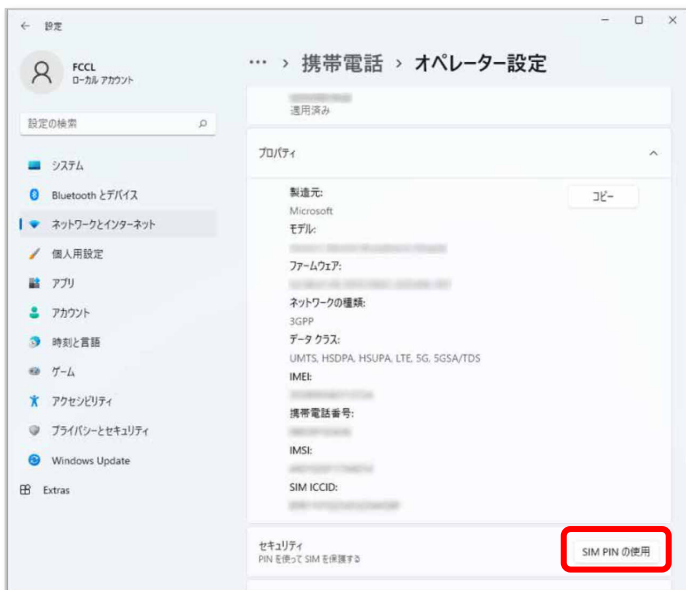 ← 設定
FCCL
ローカル アカウント
設定の検索
システム
Bluetooth とデバイス
ネットワークとインターネット
個人用設定
アプリ
アカウント
時刻と言語
ゲーム
アクセシビリティ
プライバシーとセキュリティ
Windows Update
Extras
… › 携帯電話 › オペレーター設定
適用済み
プロパティ
製造元:
コピー
Microsoft
モデル:
ファームウェア:
ネットワークの種類:
3GPP
データ クラス:
UMTS, HSDPA, HSUPA, LTE, 5G, 5GSA/TDS
IMEI:
携帯電話番号:
IMSI:
SIM ICCID:
セキュリティ
PIN を使って SIM を保護する
SIM PIN の使用